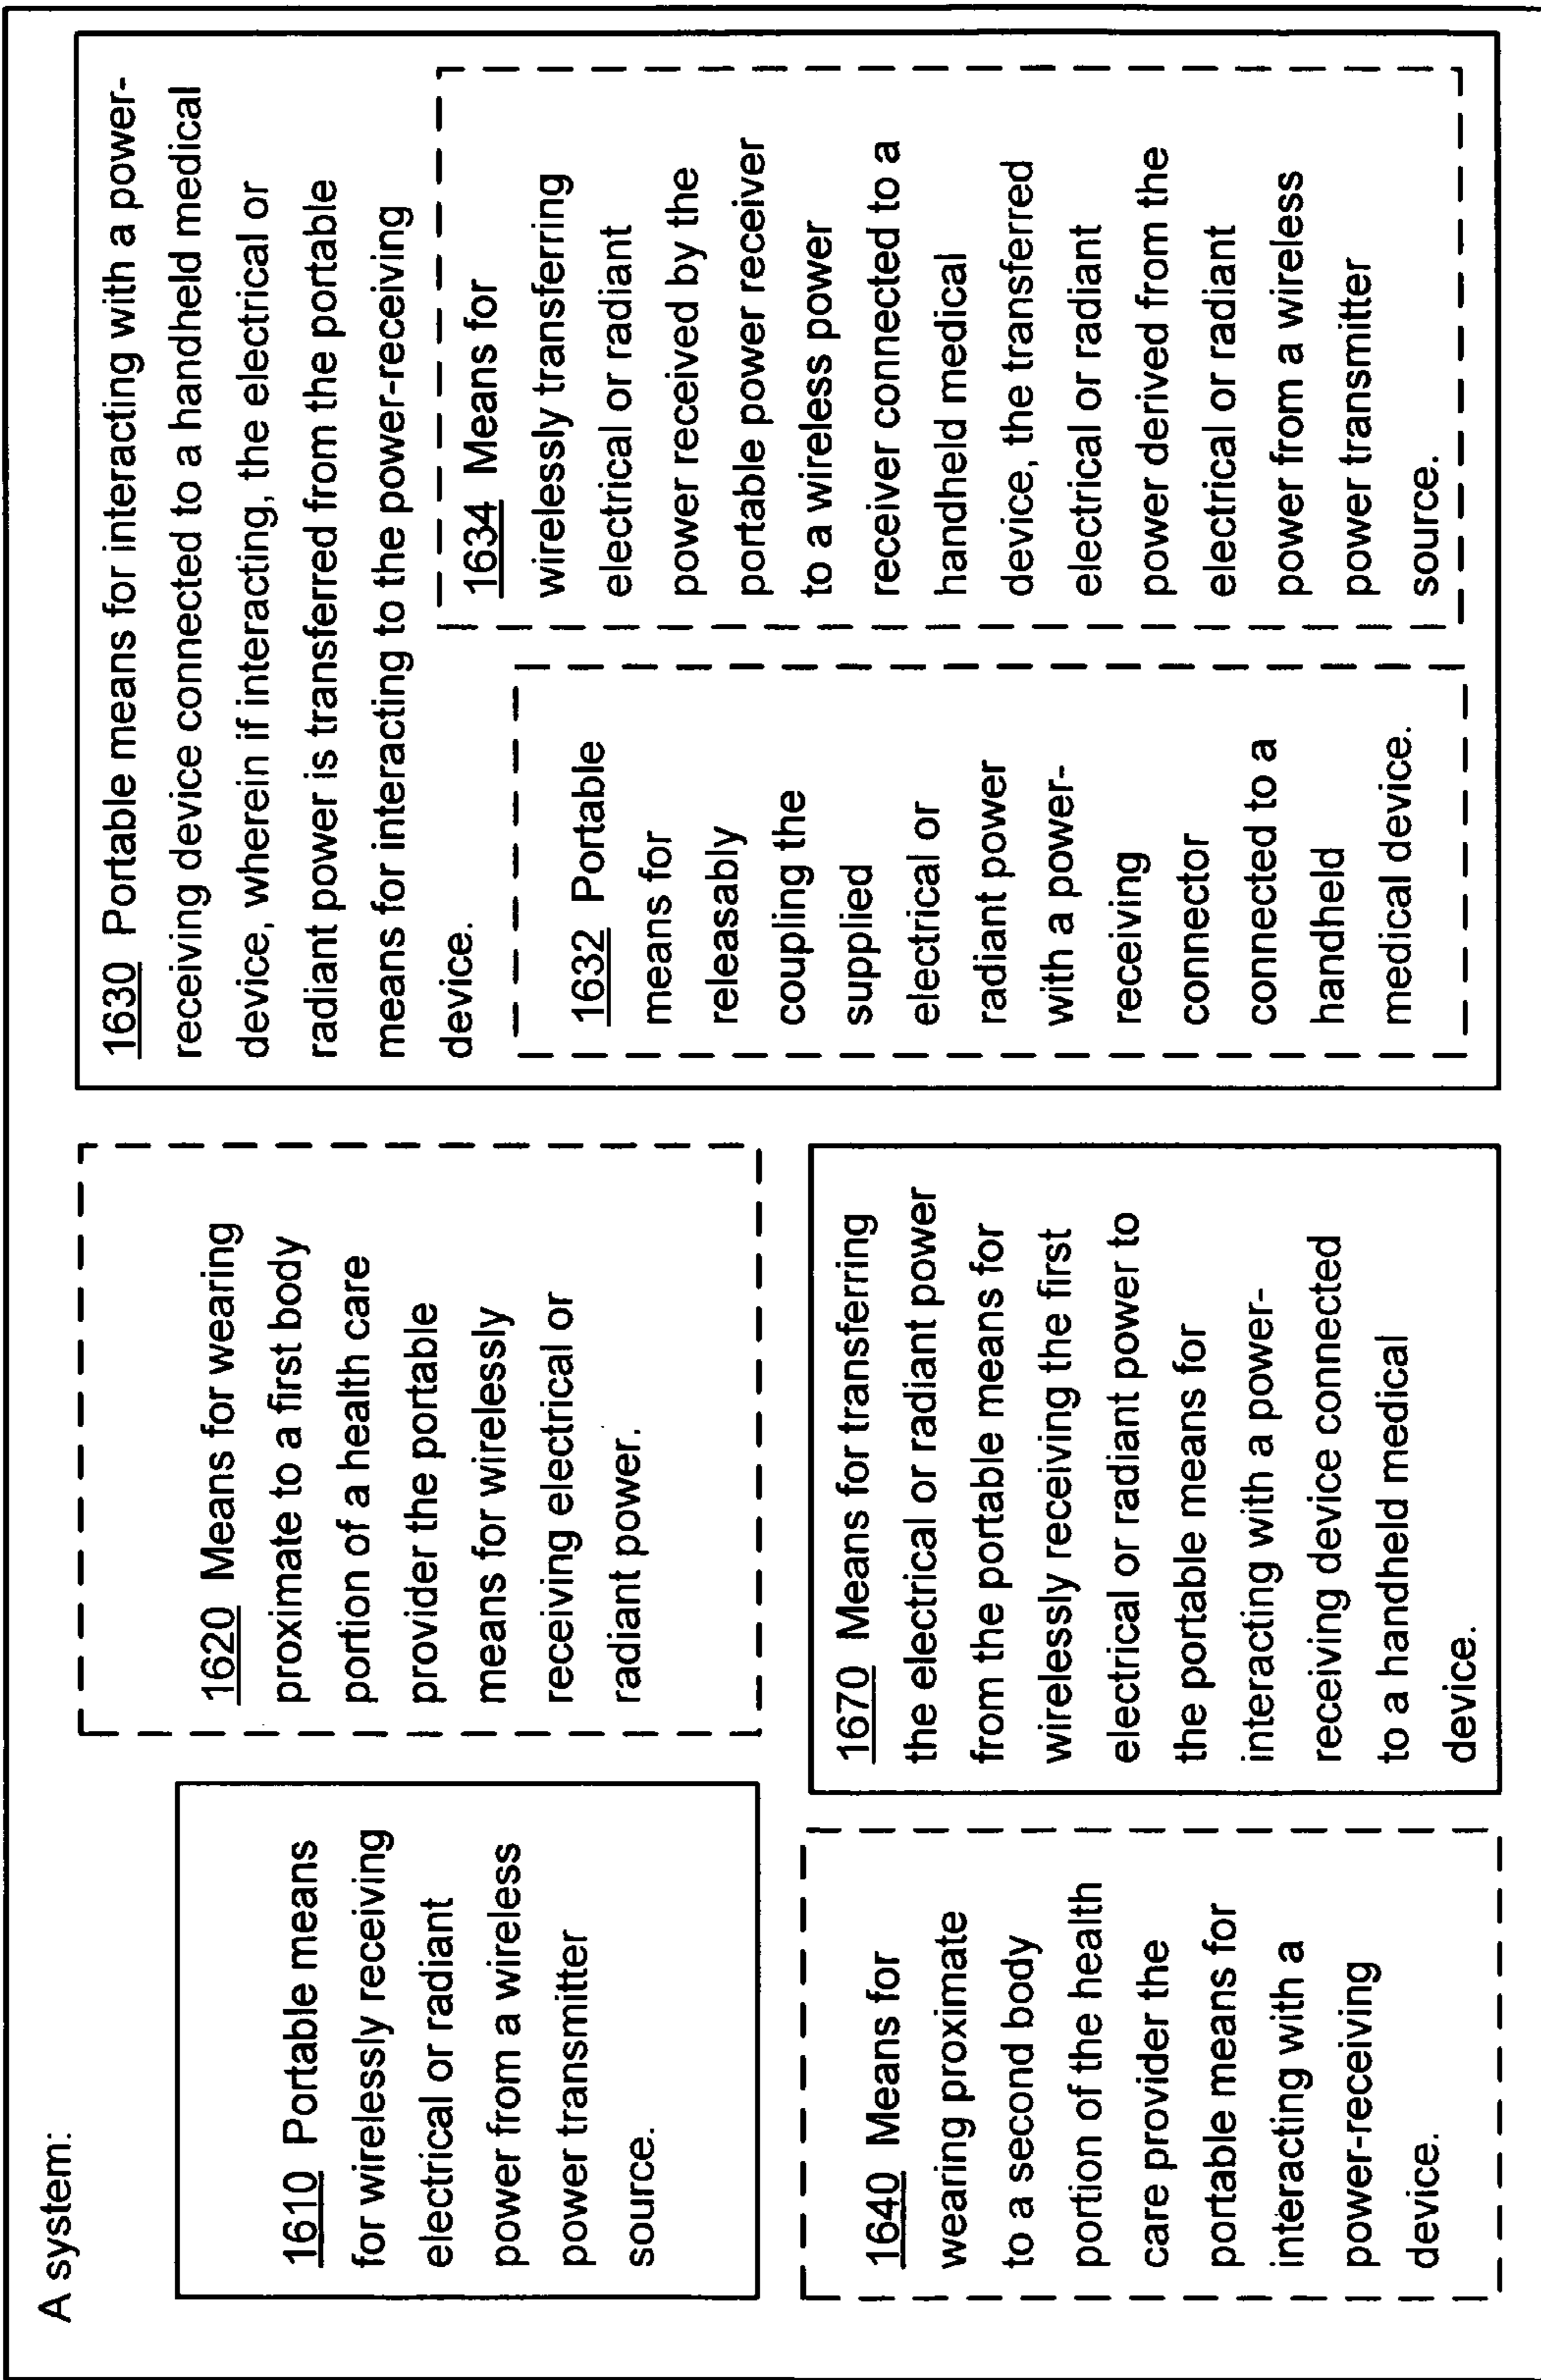 A system:
1610 Portable means
for wirelessly receiving
electrical or radiant
power from a wireless
power transmitter
source.
1620 Means for wearing
proximate to a first body
portion of a health care
provider the portable
means for wirelessly
receiving electrical or
radiant power.
1630 Portable means for interacting with a power-
receiving device connected to a handheld medical
device, wherein if interacting, the electrical or
radiant power is transferred from the portable
means for interacting to the power-receiving
device.
1632 Portable
means for
releasably
coupling the
supplied
electrical or
radiant power
with a power-
receiving
connector
connected to a
handheld
medical device.
1634 Means for
wirelessly transferring
electrical or radiant
power received by the
portable power receiver
to a wireless power
receiver connected to a
handheld medical
device, the transferred
electrical or radiant
power derived from the
electrical or radiant
power from a wireless
power transmitter
source.
1640 Means for
wearing proximate
to a second body
portion of the health
care provider the
portable means for
interacting with a
power-receiving
device.
1670 Means for transferring
the electrical or radiant power
from the portable means for
wirelessly receiving the first
electrical or radiant power to
the portable means for
interacting with a power-
receiving device connected
to a handheld medical
device.